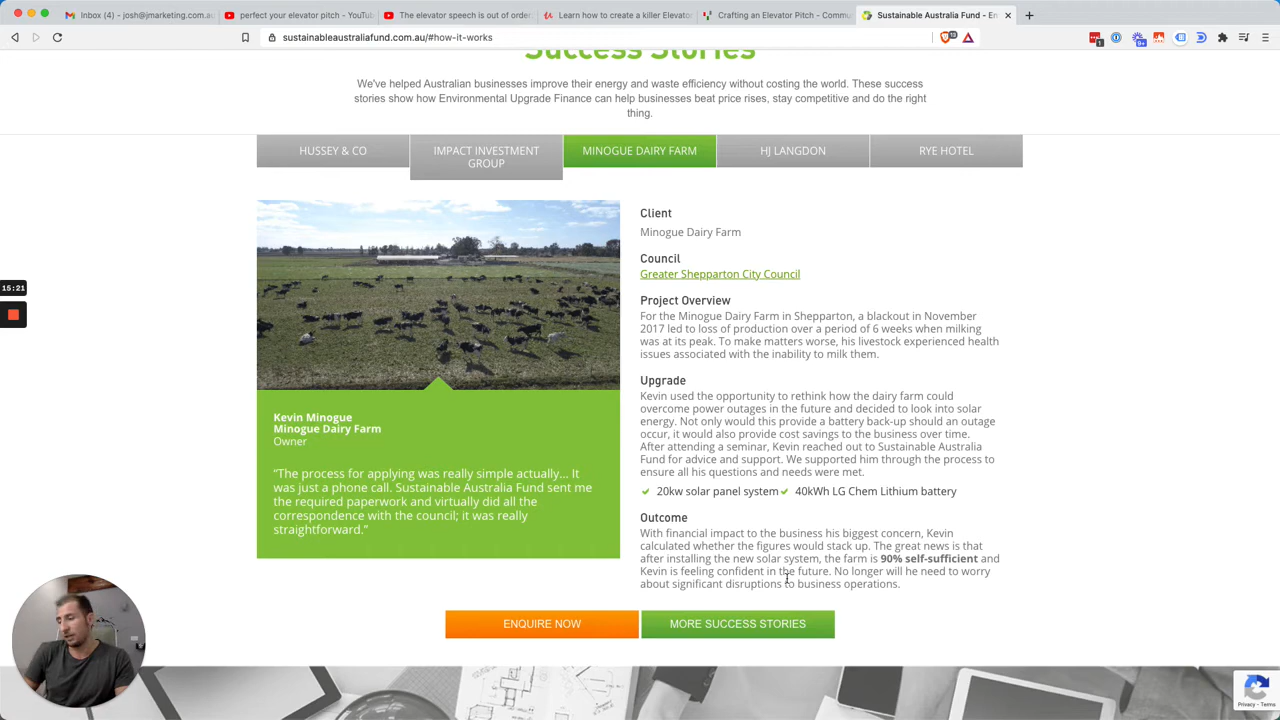 Inbox (4) - josh@jmarketing.com.au
perfect your elevator pitch - YouTu
The elevator speech is out of order
Learn how to create a killer Elevator
Crafting an Elevator Pitch - Commu
Sustainable Australia Fund - En
sustainableaustraliafund.com.au/#how-it-works
15
1
9+
Success Stories
We've helped Australian businesses improve their energy and waste efficiency without costing the world. These success
stories show how Environmental Upgrade Finance can help businesses beat price rises, stay competitive and do the right
thing.
HUSSEY & CO
IMPACT INVESTMENT
GROUP
MINOGUE DAIRY FARM
HJ LANGDON
RYE HOTEL
15:21
Kevin Minogue
Minogue Dairy Farm
Owner
“The process for applying was really simple actually… It
was just a phone call. Sustainable Australia Fund sent me
the required paperwork and virtually did all the
correspondence with the council; it was really
straightforward.”
Client
Minogue Dairy Farm
Council
Greater Shepparton City Council
Project Overview
For the Minogue Dairy Farm in Shepparton, a blackout in November
2017 led to loss of production over a period of 6 weeks when milking
was at its peak. To make matters worse, his livestock experienced health
issues associated with the inability to milk them.
Upgrade
Kevin used the opportunity to rethink how the dairy farm could
overcome power outages in the future and decided to look into solar
energy. Not only would this provide a battery back-up should an outage
occur, it would also provide cost savings to the business over time.
After attending a seminar, Kevin reached out to Sustainable Australia
Fund for advice and support. We supported him through the process to
ensure all his questions and needs were met.
20kw solar panel system 40kWh LG Chem Lithium battery
Outcome
With financial impact to the business his biggest concern, Kevin
calculated whether the figures would stack up. The great news is that
after installing the new solar system, the farm is 90% self-sufficient and
Kevin is feeling confident in the future. No longer will he need to worry
about significant disruptions to business operations.
ENQUIRE NOW
MORE SUCCESS STORIES
Privacy - Terms